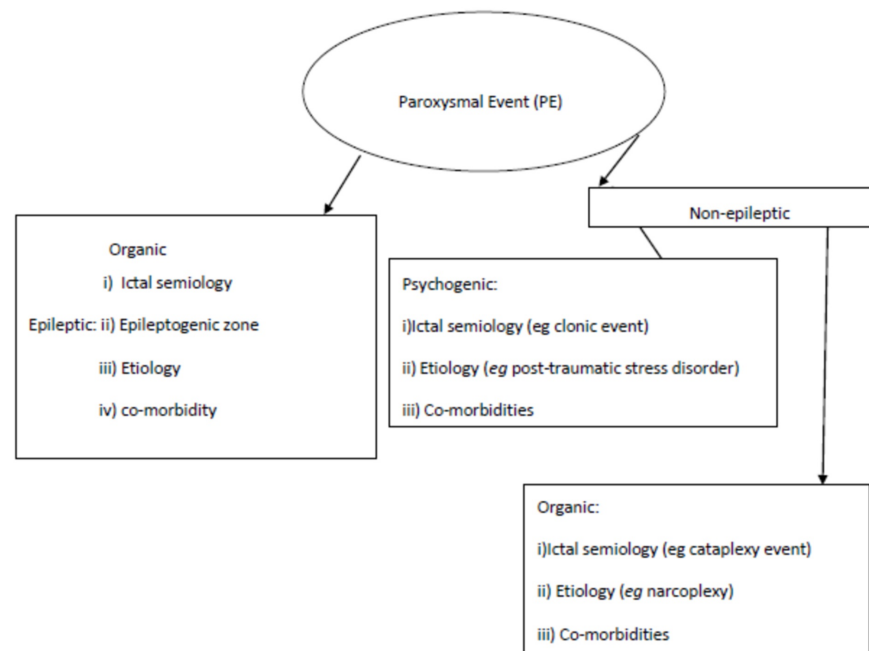 Paroxysmal Event (PE)
Organic
i) Ictal semiology
Epileptic: ii) Epileptogenic zone
iii) Etiology
iv) co-morbidity
Non-epileptic
Psychogenic:
i)Ictal semiology (eg clonic event)
ii) Etiology (eg post-traumatic stress disorder)
iii) Co-morbidities
Organic:
i)Ictal semiology (eg cataplexy event)
ii) Etiology (eg narcoplexy)
iii) Co-morbidities